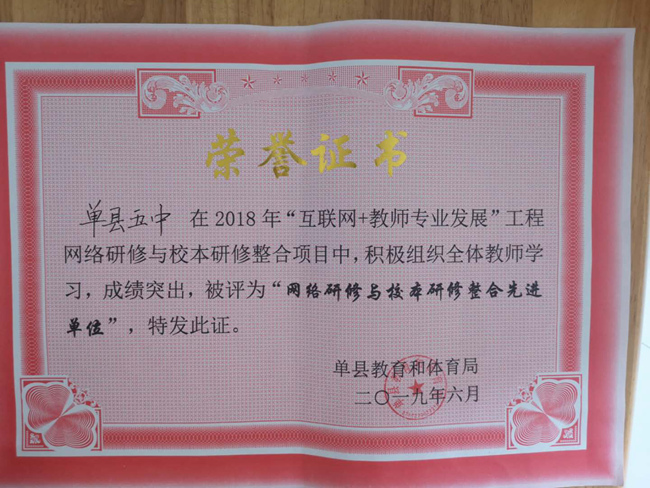 荣誉证书
单县五中 在2018年“互联网+教师专业发展”工程
网络研修与校本研修整合项目中,积极组织全体教师学
习,成绩突出,被评为“网络研修与校本研修整合先进
单位”,特发此证。
单县教育和体育局
二〇一九年六月